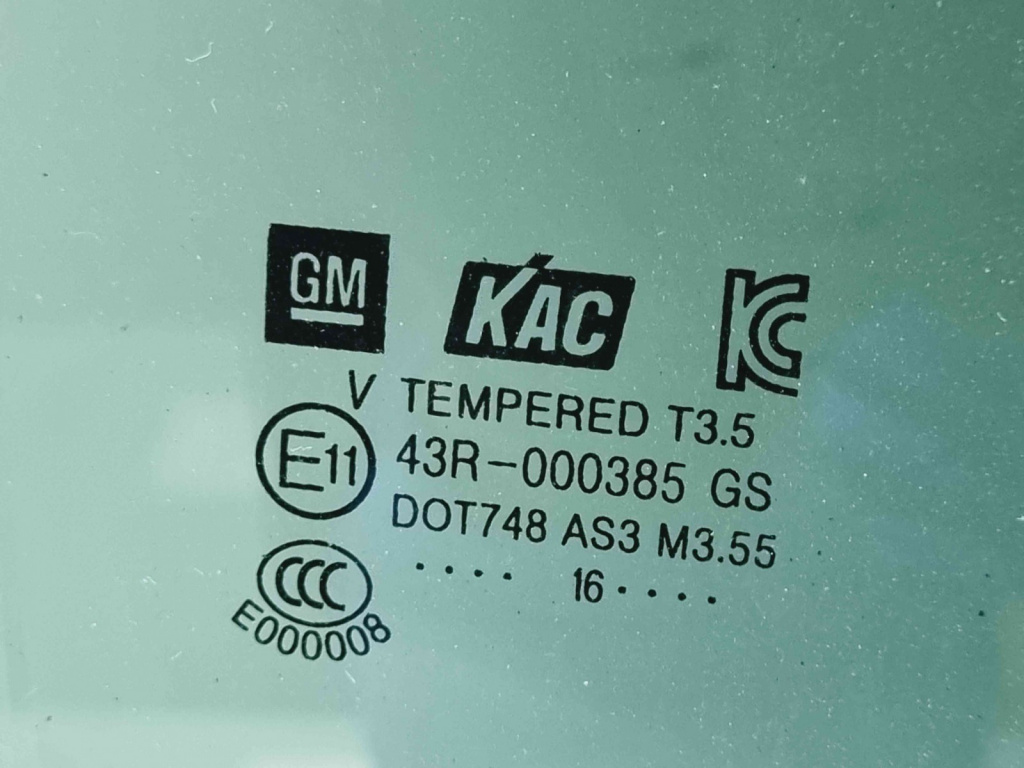 GM KAC KC
V TEMPERED T3.5
E11 43R-000385 GS
DOT748 AS3 M3.55
CCC .... 16.....
E000008